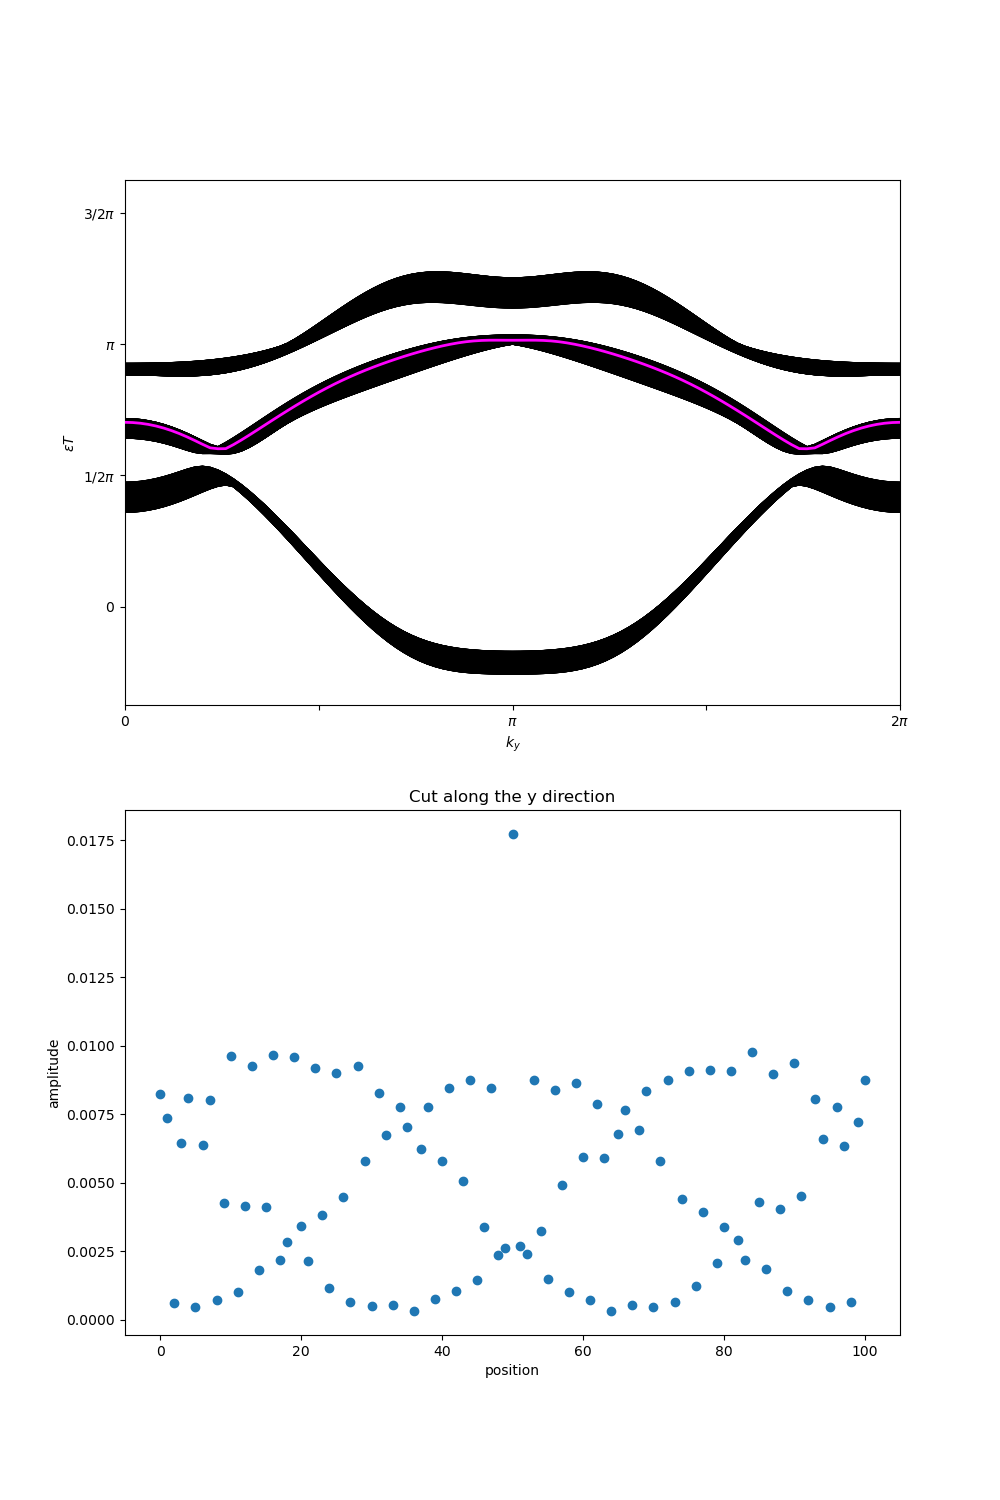 3/2π
π
εT
1/2π
0
0
π
2π
k_y
Cut along the y direction
0.0175
0.0150
0.0125
0.0100
amplitude
0.0075
0.0050
0.0025
0.0000
0
20
40
60
80
100
position